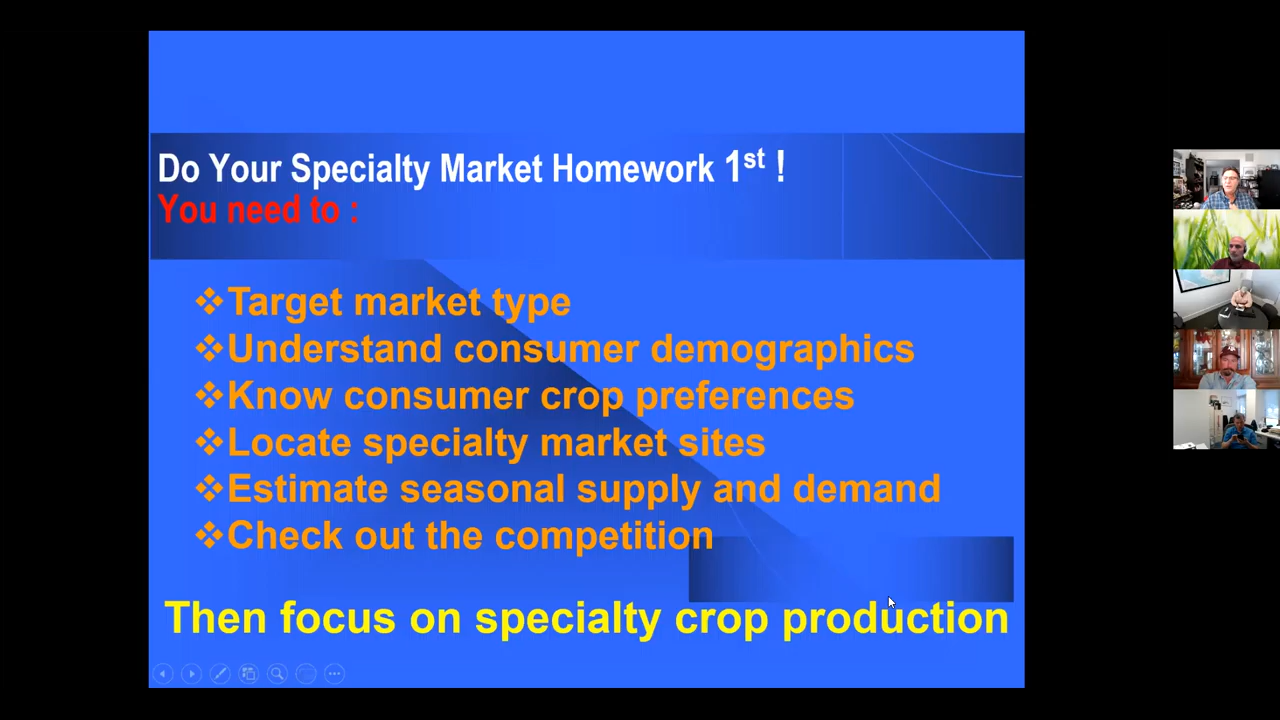 Do Your Specialty Market Homework 1st !
You need to :
❖Target market type
❖Understand consumer demographics
❖Know consumer crop preferences
❖Locate specialty market sites
❖Estimate seasonal supply and demand
❖Check out the competition
Then focus on specialty crop production